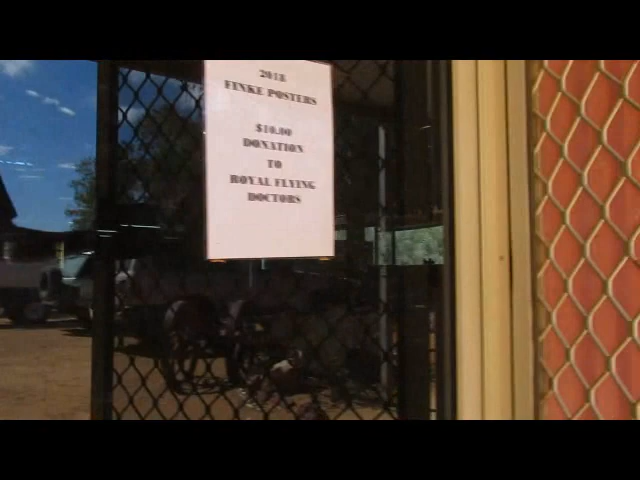 2018
FINKE POSTERS
$10.00
DONATION
TO
ROYAL FLYING
DOCTORS